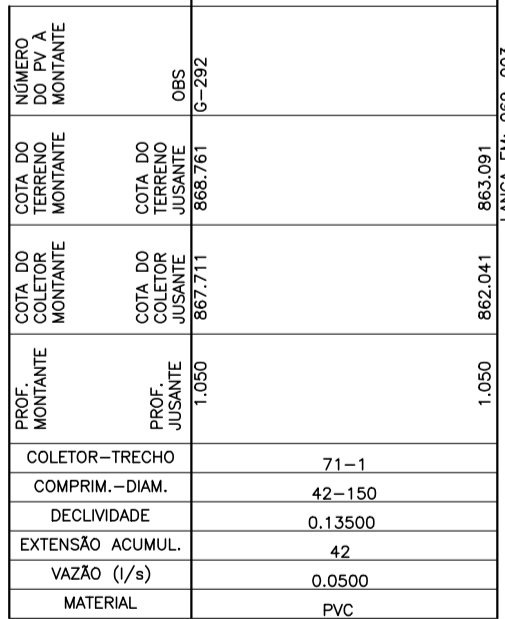 NÚMERO
DO PV À
MONTANTE
OBS
G-292
COTA DO
TERRENO
MONTANTE
COTA DO
TERRENO
JUSANTE
868.761
863.091
COTA DO
COLETOR
MONTANTE
COTA DO
COLETOR
JUSANTE
867.711
862.041
PROF.
MONTANTE
PROF.
JUSANTE
1.050
1.050
COLETOR-TRECHO
71-1
COMPRIM.-DIAM.
42-150
DECLIVIDADE
0.13500
EXTENSÃO ACUMUL.
42
VAZÃO (l/s)
0.0500
MATERIAL
PVC